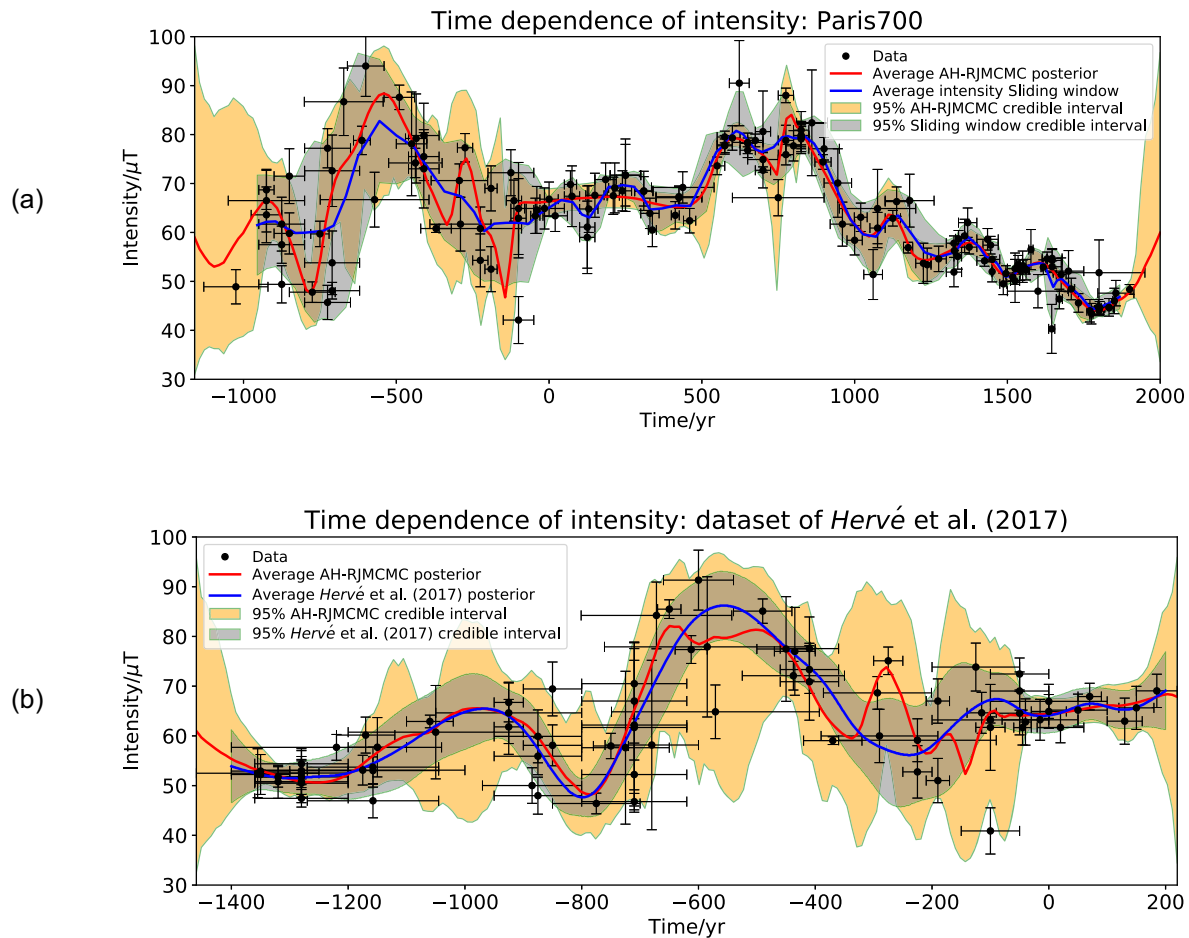 (a)
Time dependence of intensity: Paris700
Intensity/μT
100
90
80
70
60
50
40
30
Data
Average AH-RJMCMC posterior
Average intensity Sliding window
95% AH-RJMCMC credible interval
95% Sliding window credible interval
−1000 −500 0 500 1000 1500 2000
Time/yr
(b)
Time dependence of intensity: dataset of Hervé et al. (2017)
Intensity/μT
100
90
80
70
60
50
40
30
Data
Average AH-RJMCMC posterior
Average Hervé et al. (2017) posterior
95% AH-RJMCMC credible interval
95% Hervé et al. (2017) credible interval
−1400 −1200 −1000 −800 −600 −400 −200 0 200
Time/yr